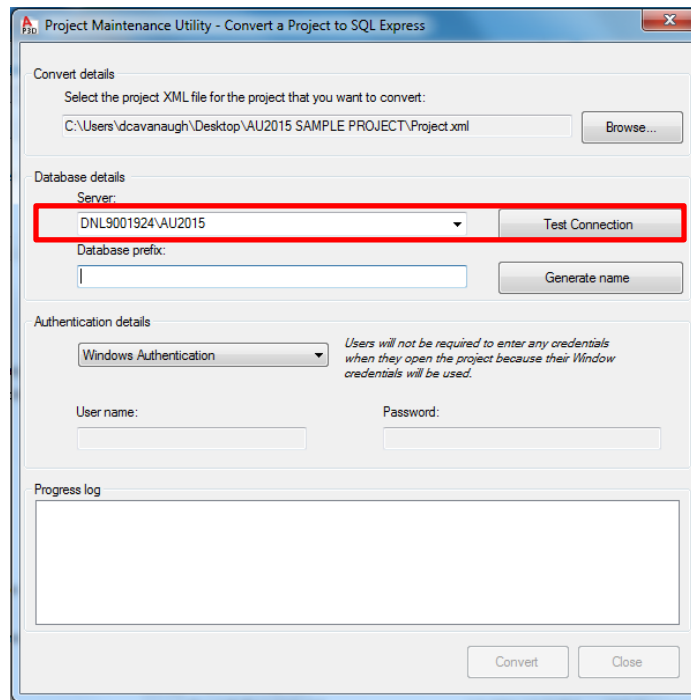 A
P3D
Project Maintenance Utility - Convert a Project to SQL Express
x
Convert details
Select the project XML file for the project that you want to convert:
C:\Users\dcavanaugh\Desktop\AU2015 SAMPLE PROJECT\Project.xml
Browse...
Database details
Server:
DNL9001924\AU2015
Test Connection
Database prefix:
Generate name
Authentication details
Windows Authentication
Users will not be required to enter any credentials
when they open the project because their Window
credentials will be used.
User name:
Password:
Progress log
Convert
Close